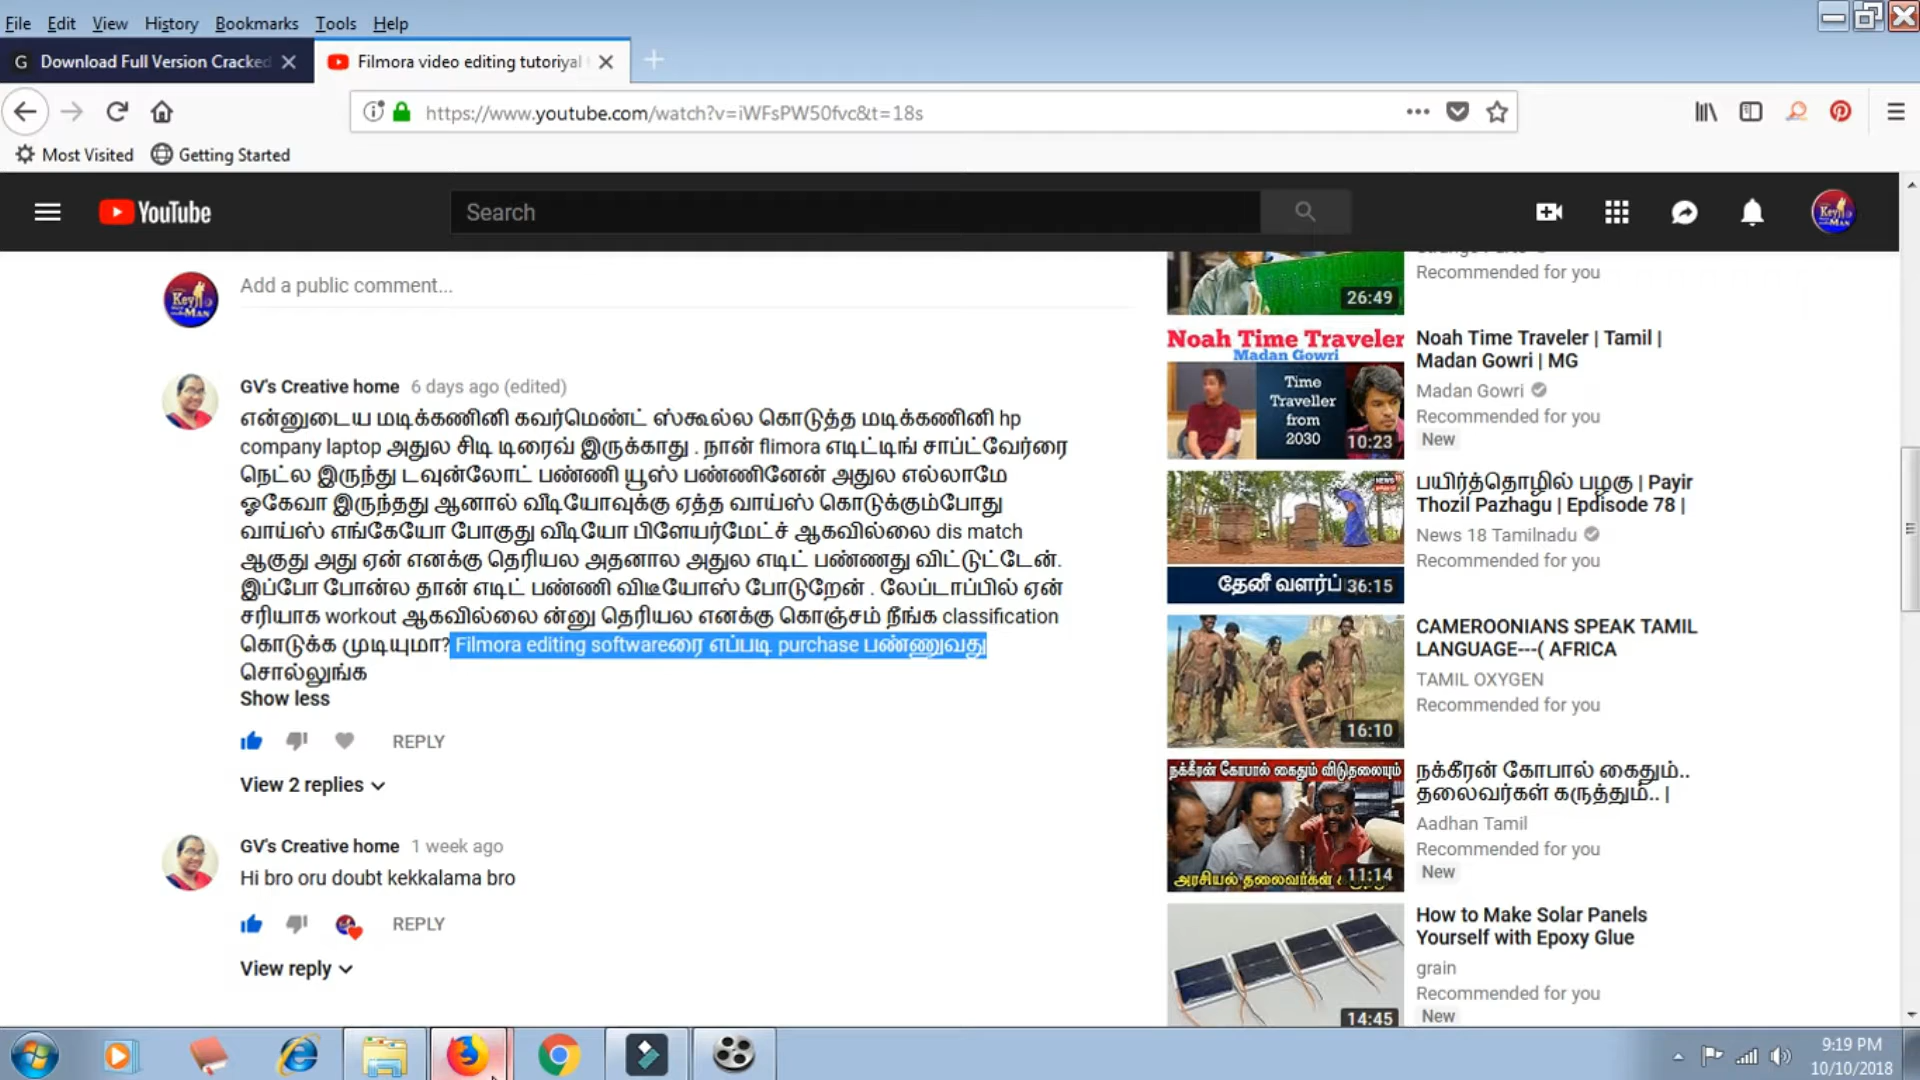 File Edit View History Bookmarks Tools Help
G Download Full Version Cracked
Filmora video editing tutoriyal
https://www.youtube.com/watch?v=iWFsPW50fvc&t=18s
Most Visited Getting Started
YouTube
Search
Add a public comment...
GV's Creative home 6 days ago (edited)
என்னுடைய மடிக்கணினி கவர்மெண்ட் ஸ்கூல்ல கொடுத்த மடிக்கணினி hp
company laptop அதுல சிடி டிரைவ் இருக்காது . நான் flimora எடிட்டிங் சாப்ட்வேர்ரை
நெட்ல இருந்து டவுன்லோட் பண்ணி யூஸ் பண்ணினேன் அதுல எல்லாமே
ஓகேவா இருந்தது ஆனால் வீடியோவுக்கு ஏத்த வாய்ஸ் கொடுக்கும்போது
வாய்ஸ் எங்கேயோ போகுது வீடியோ பிளேயர்மேட்ச் ஆகவில்லை dis match
ஆகுது அது ஏன் எனக்கு தெரியல அதனால அதுல எடிட் பண்ணது விட்டுட்டேன்.
இப்போ போன்ல தான் எடிட் பண்ணி விடீயோஸ் போடுறேன் . லேப்டாப்பில் ஏன்
சரியாக workout ஆகவில்லை ன்னு தெரியல எனக்கு கொஞ்சம் நீங்க classification
கொடுக்க முடியுமா? Filmora editing softwareரை எப்படி purchase பண்ணுவது
சொல்லுங்க
Show less
REPLY
View 2 replies
GV's Creative home 1 week ago
Hi bro oru doubt kekkalama bro
REPLY
View reply
26:49
Recommended for you
Noah Time Traveler
Madan Gowri
Time
Traveller
from
2030
10:23
Noah Time Traveler | Tamil |
Madan Gowri | MG
Madan Gowri
Recommended for you
New
தேனீ வளர்ப்
36:15
பயிர்த்தொழில் பழகு | Payir
Thozil Pazhagu | Epdisode 78 |
News 18 Tamilnadu
Recommended for you
16:10
CAMEROONIANS SPEAK TAMIL
LANGUAGE---( AFRICA
TAMIL OXYGEN
Recommended for you
நக்கீரன் கோபால் கைதும் விடுதலையும்
அரசியல் தலைவர்கள்
11:14
நக்கீரன் கோபால் கைதும்..
தலைவர்கள் கருத்தும்.. |
Aadhan Tamil
Recommended for you
New
14:45
How to Make Solar Panels
Yourself with Epoxy Glue
grain
Recommended for you
New
9:19 PM
10/10/2018